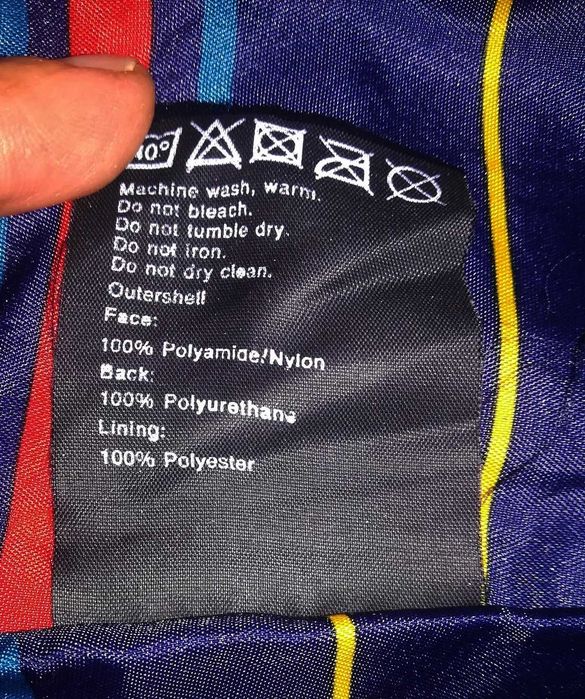 40°
Machine wash, warm.
Do not bleach.
Do not tumble dry.
Do not iron.
Do not dry clean.
Outershell
Face:
100% Polyamide/Nylon
Back:
100% Polyurethane
Lining:
100% Polyester